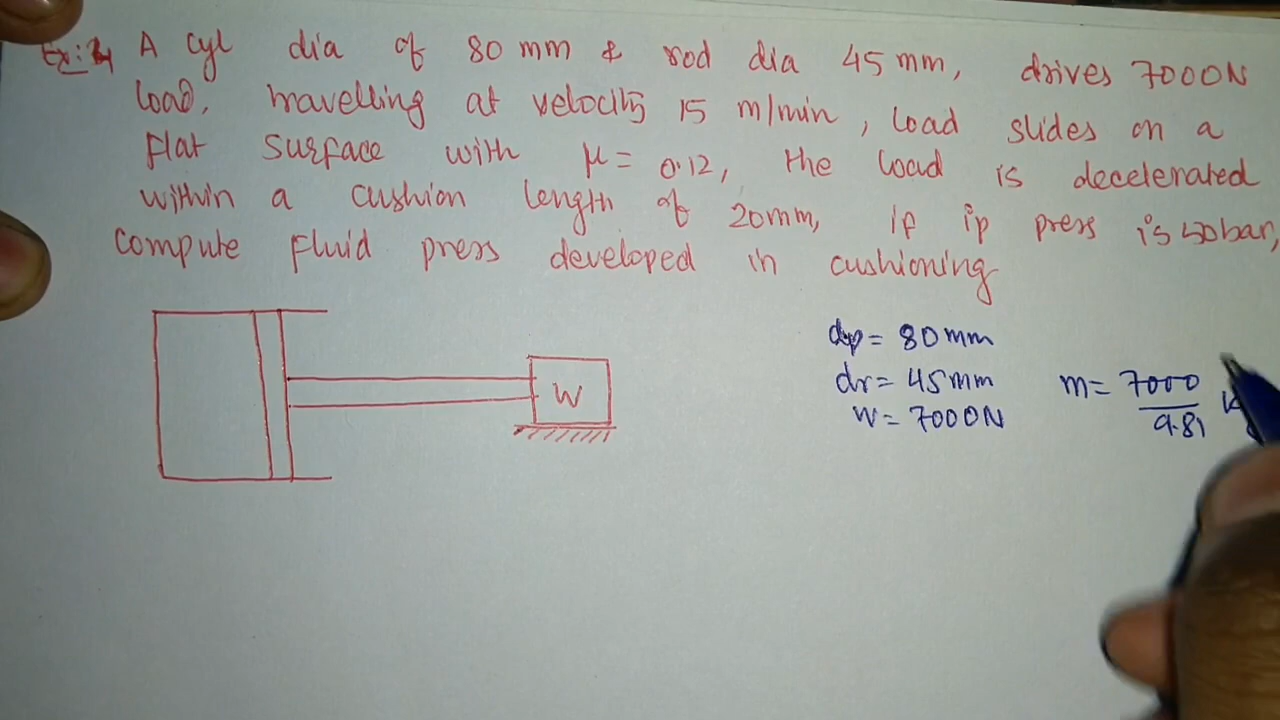 A cyl dia of 80 mm & rod dia 45 mm, drives 7000N
load, travelling at velocity 15 m/min, load slides on a
flat surface with μ = 0.12, the load is decelerated
within a cushion length of 20mm, if ip press is 50bar,
compute fluid press developed in cushioning
dp = 80 mm
dr = 45 mm m = 7000
W = 7000N 9.81
W